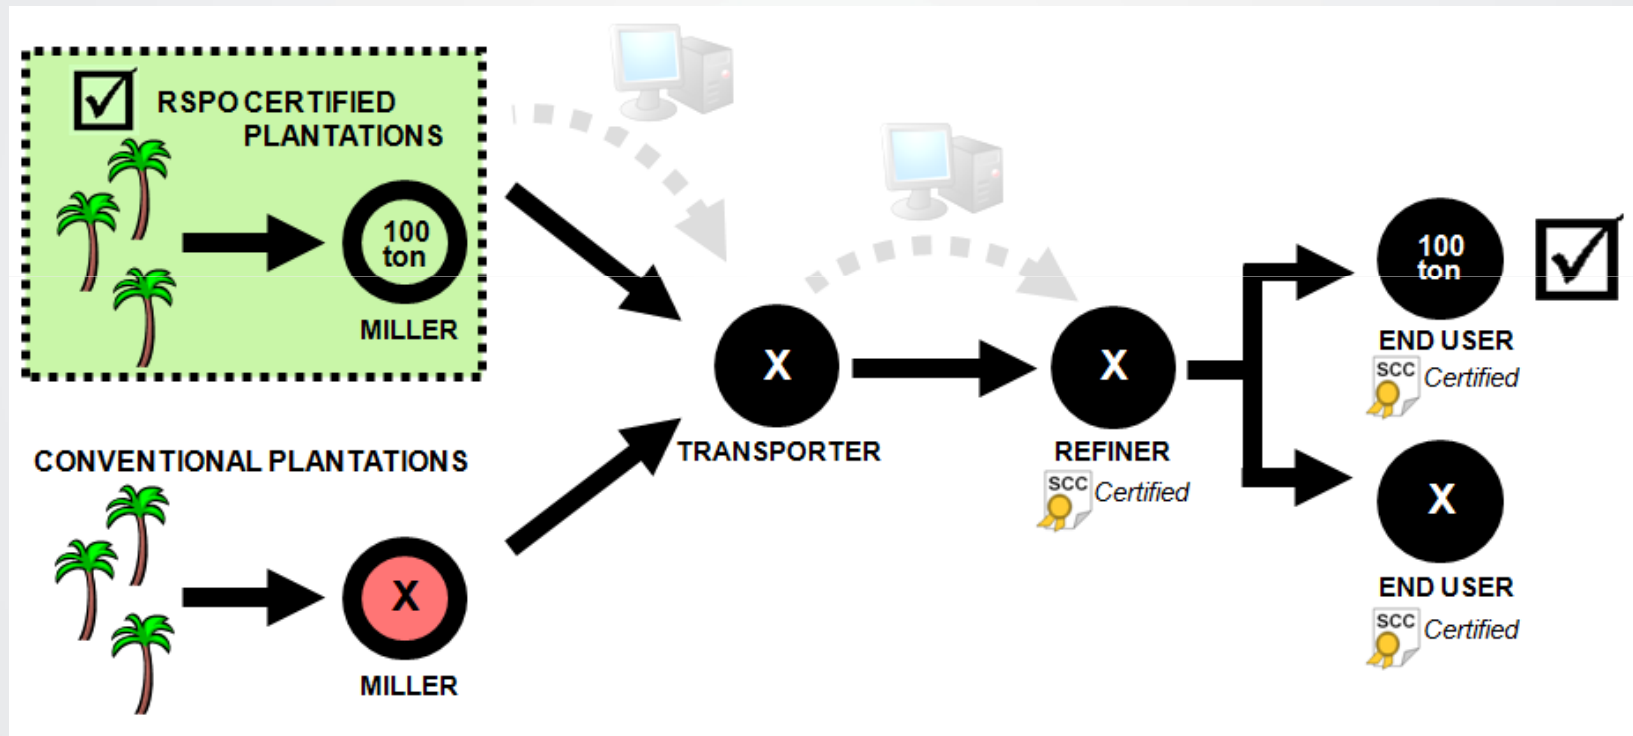 RSPO CERTIFIED
PLANTATIONS
100
ton
MILLER
CONVENTIONAL PLANTATIONS
X
MILLER
X
TRANSPORTER
X
REFINER
SCC
Certified
100
ton
END USER
SCC
Certified
X
END USER
SCC
Certified